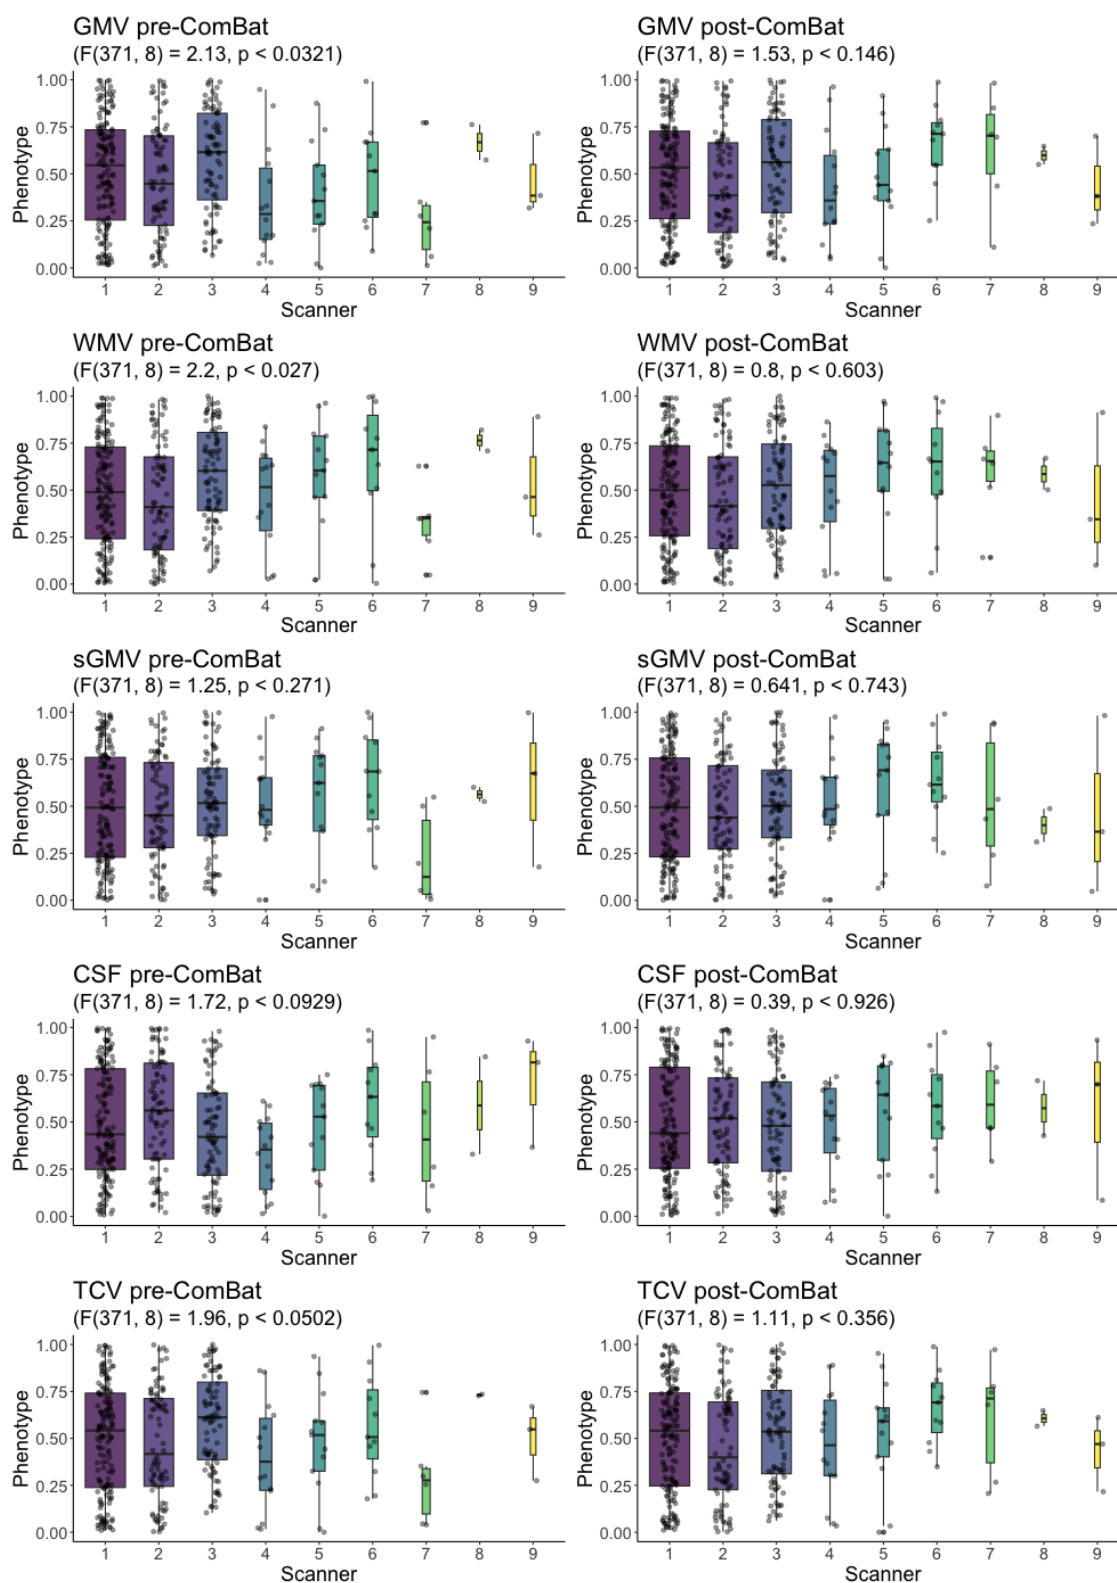 GMV pre-ComBat
(F(371, 8) = 2.13, p < 0.0321)
1.00
0.75
0.50
0.25
0.00
Phenotype
1 2 3 4 5 6 7 8 9
Scanner
GMV post-ComBat
(F(371, 8) = 1.53, p < 0.146)
1.00
0.75
0.50
0.25
0.00
Phenotype
1 2 3 4 5 6 7 8 9
Scanner
WMV pre-ComBat
(F(371, 8) = 2.2, p < 0.027)
1.00
0.75
0.50
0.25
0.00
Phenotype
1 2 3 4 5 6 7 8 9
Scanner
WMV post-ComBat
(F(371, 8) = 0.8, p < 0.603)
1.00
0.75
0.50
0.25
0.00
Phenotype
1 2 3 4 5 6 7 8 9
Scanner
sGMV pre-ComBat
(F(371, 8) = 1.25, p < 0.271)
1.00
0.75
0.50
0.25
0.00
Phenotype
1 2 3 4 5 6 7 8 9
Scanner
sGMV post-ComBat
(F(371, 8) = 0.641, p < 0.743)
1.00
0.75
0.50
0.25
0.00
Phenotype
1 2 3 4 5 6 7 8 9
Scanner
CSF pre-ComBat
(F(371, 8) = 1.72, p < 0.0929)
1.00
0.75
0.50
0.25
0.00
Phenotype
1 2 3 4 5 6 7 8 9
Scanner
CSF post-ComBat
(F(371, 8) = 0.39, p < 0.926)
1.00
0.75
0.50
0.25
0.00
Phenotype
1 2 3 4 5 6 7 8 9
Scanner
TCV pre-ComBat
(F(371, 8) = 1.96, p < 0.0502)
1.00
0.75
0.50
0.25
0.00
Phenotype
1 2 3 4 5 6 7 8 9
Scanner
TCV post-ComBat
(F(371, 8) = 1.11, p < 0.356)
1.00
0.75
0.50
0.25
0.00
Phenotype
1 2 3 4 5 6 7 8 9
Scanner